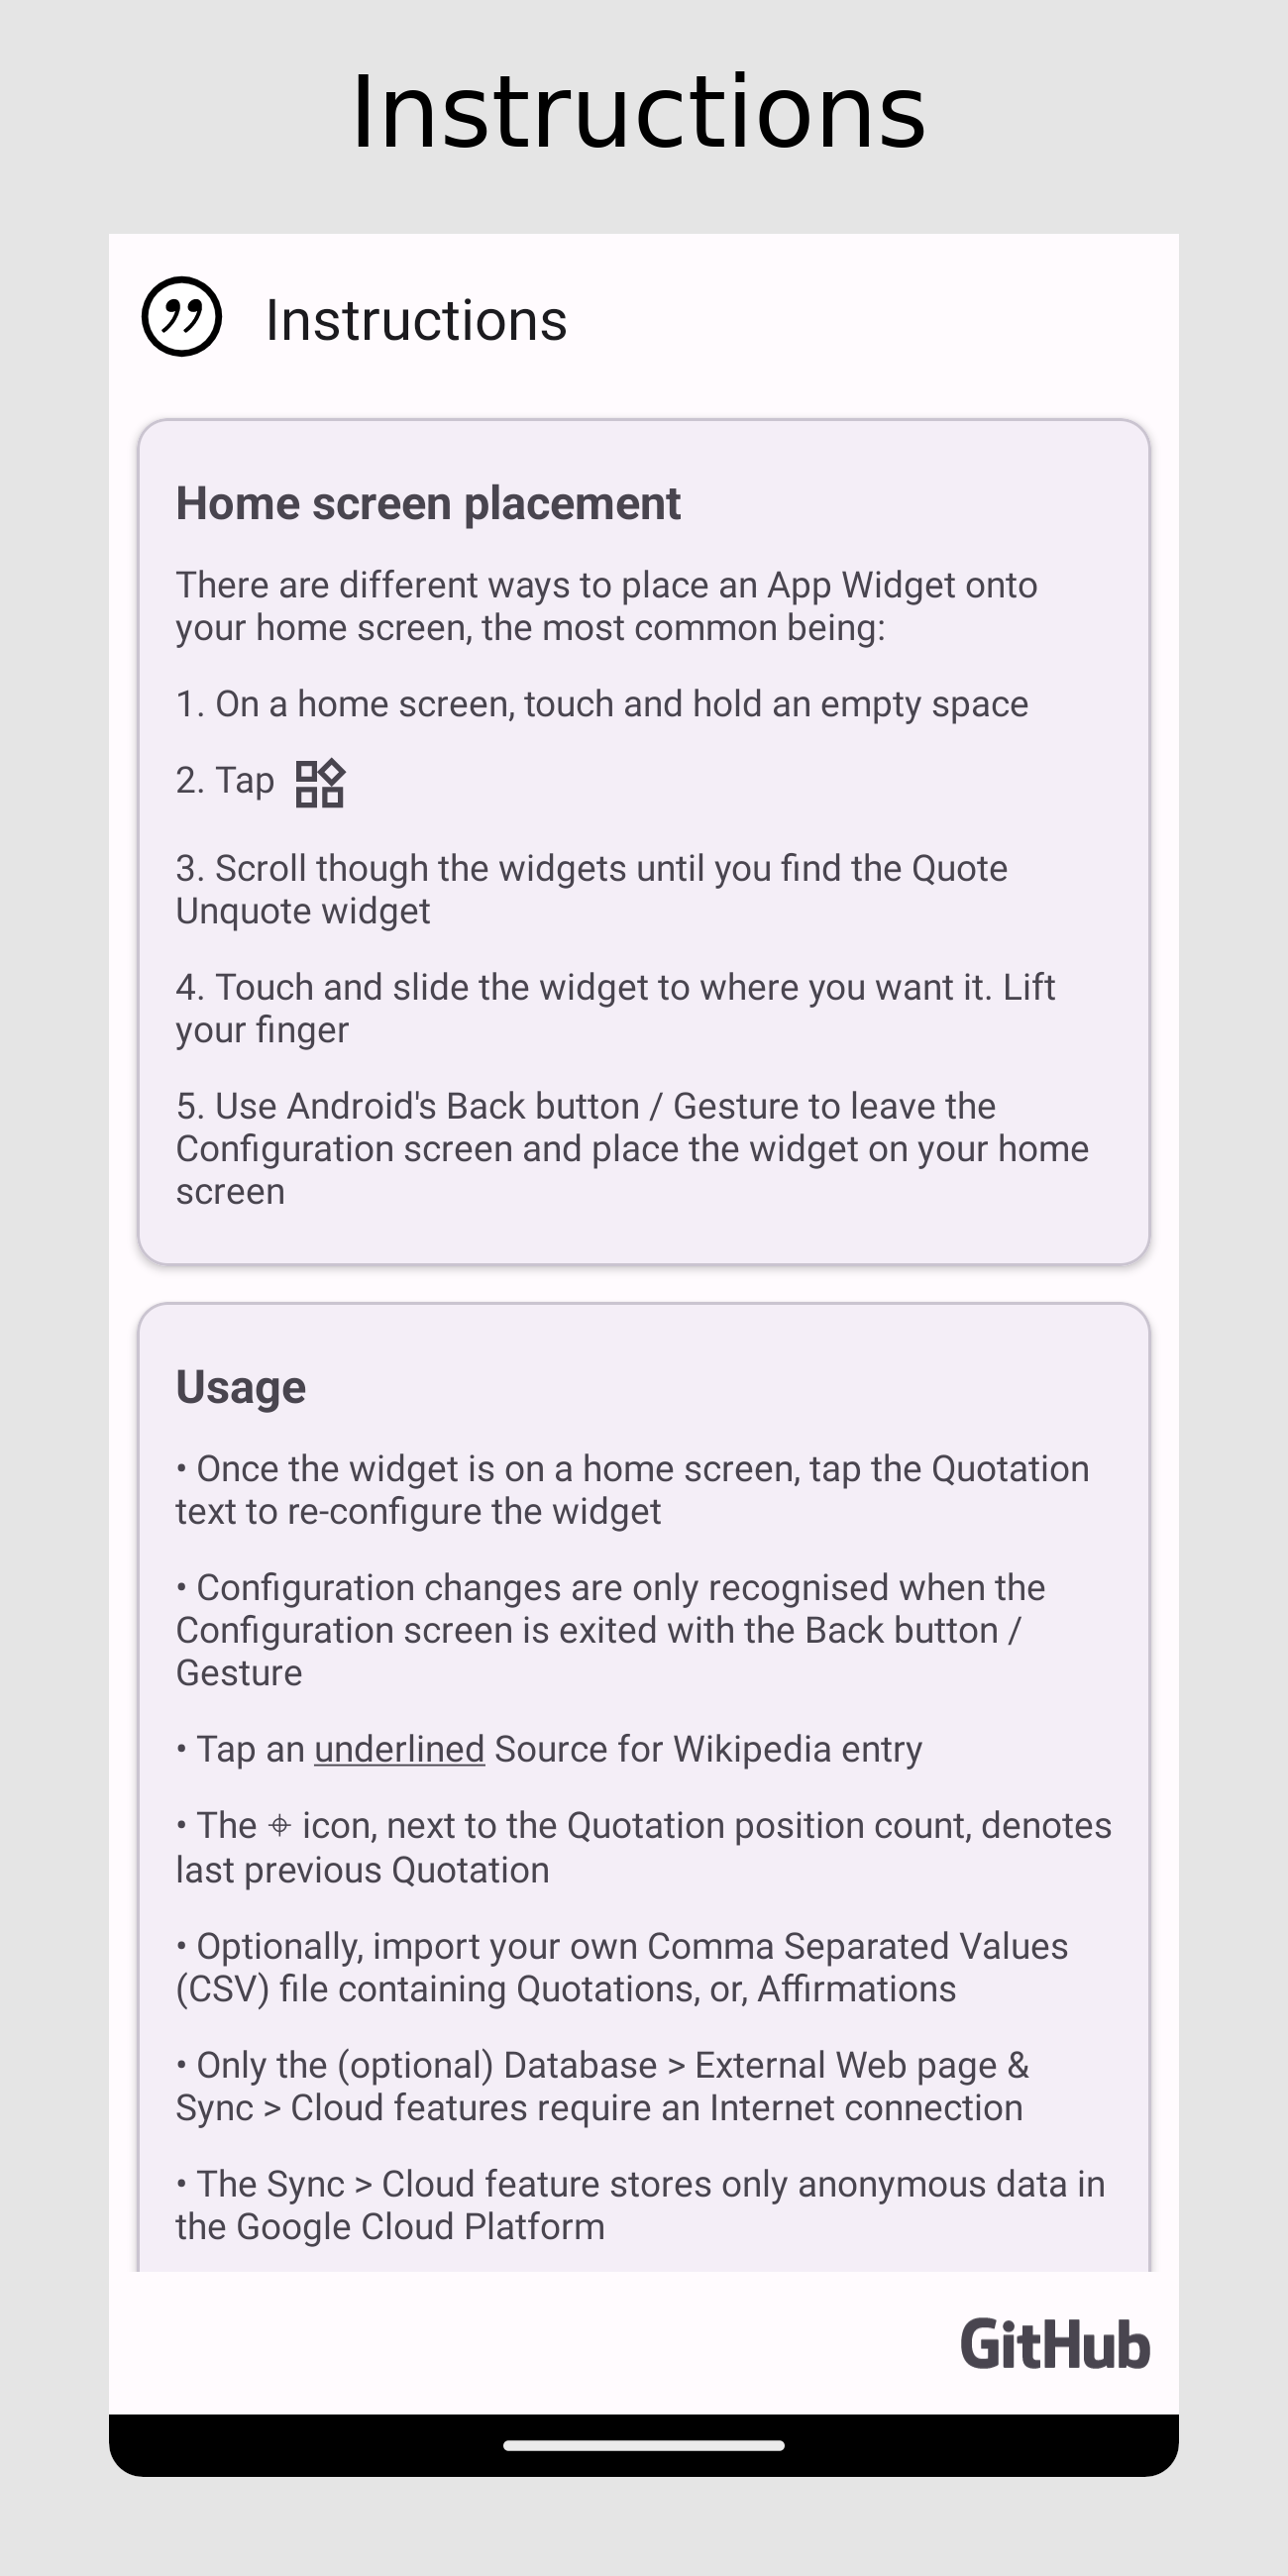 Instructions
Instructions
Home screen placement
There are different ways to place an App Widget onto
your home screen, the most common being:
1. On a home screen, touch and hold an empty space
2. Tap
3. Scroll though the widgets until you find the Quote
Unquote widget
4. Touch and slide the widget to where you want it. Lift
your finger
5. Use Android's Back button / Gesture to leave the
Configuration screen and place the widget on your home
screen
Usage
• Once the widget is on a home screen, tap the Quotation
text to re-configure the widget
• Configuration changes are only recognised when the
Configuration screen is exited with the Back button /
Gesture
• Tap an underlined Source for Wikipedia entry
• The ⌖ icon, next to the Quotation position count, denotes
last previous Quotation
• Optionally, import your own Comma Separated Values
(CSV) file containing Quotations, or, Affirmations
• Only the (optional) Database > External Web page &
Sync > Cloud features require an Internet connection
• The Sync > Cloud feature stores only anonymous data in
the Google Cloud Platform
GitHub